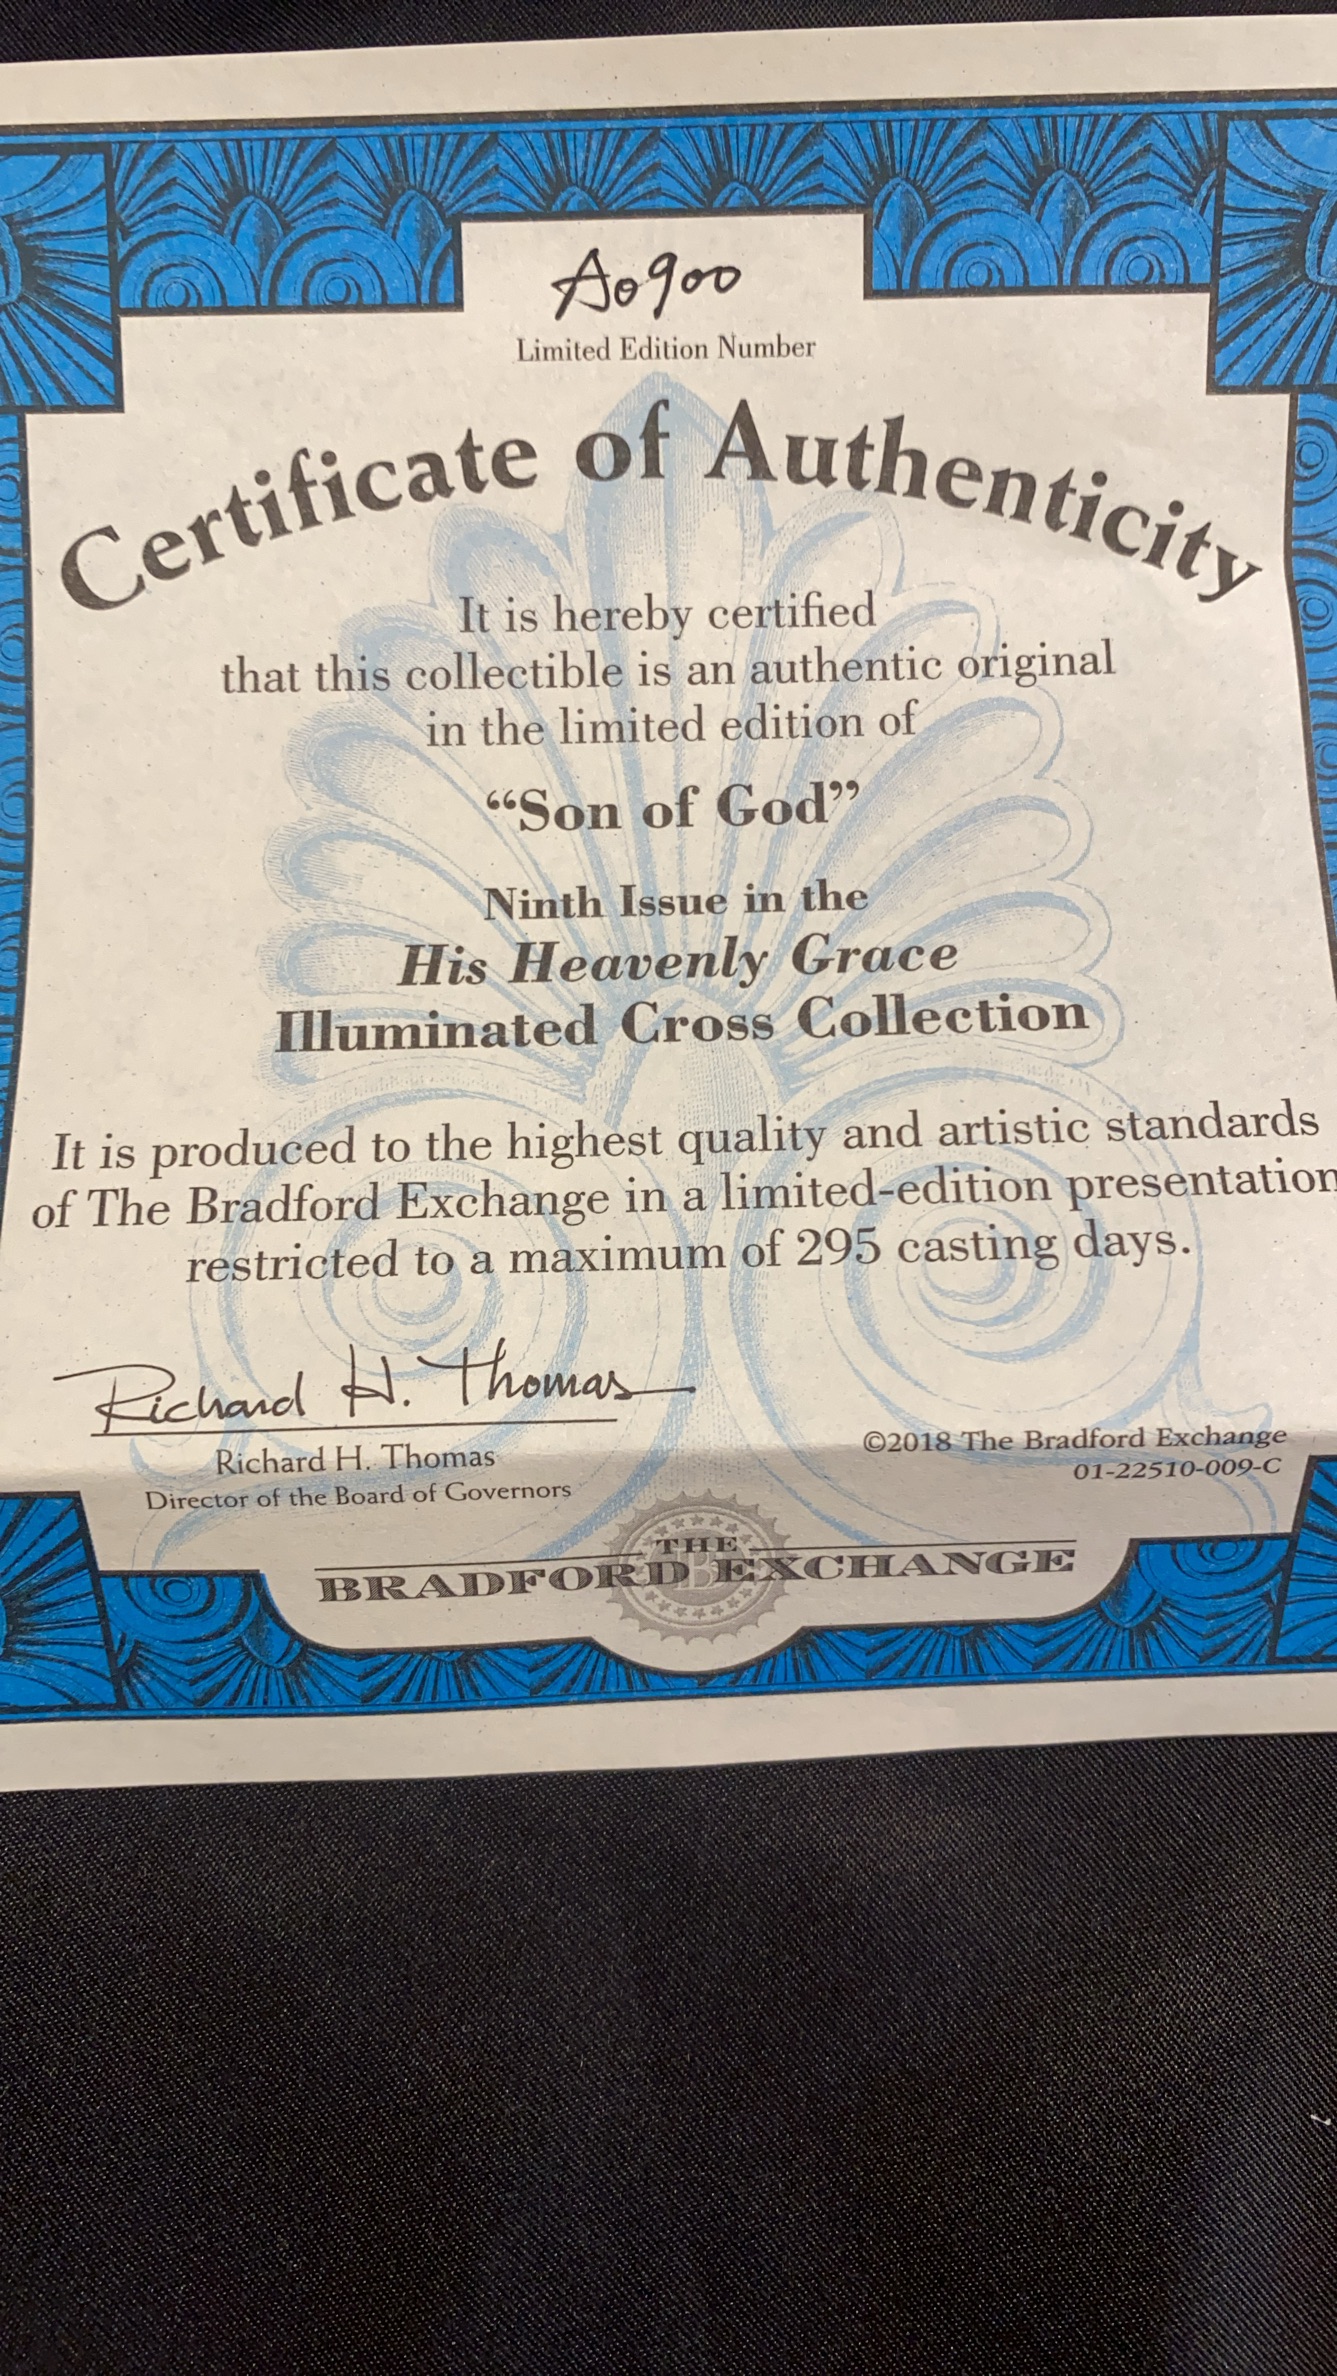 A0900
Limited Edition Number
Certificate of Authenticity
It is hereby certified
that this collectible is an authentic original
in the limited edition of
“Son of God”
Ninth Issue in the
His Heavenly Grace
Illuminated Cross Collection
It is produced to the highest quality and artistic standards
of The Bradford Exchange in a limited-edition presentation
restricted to a maximum of 295 casting days.
Richard H. Thomas
Richard H. Thomas
Director of the Board of Governors
©2018 The Bradford Exchange
01-22510-009-C
THE
BRADFORD EXCHANGE